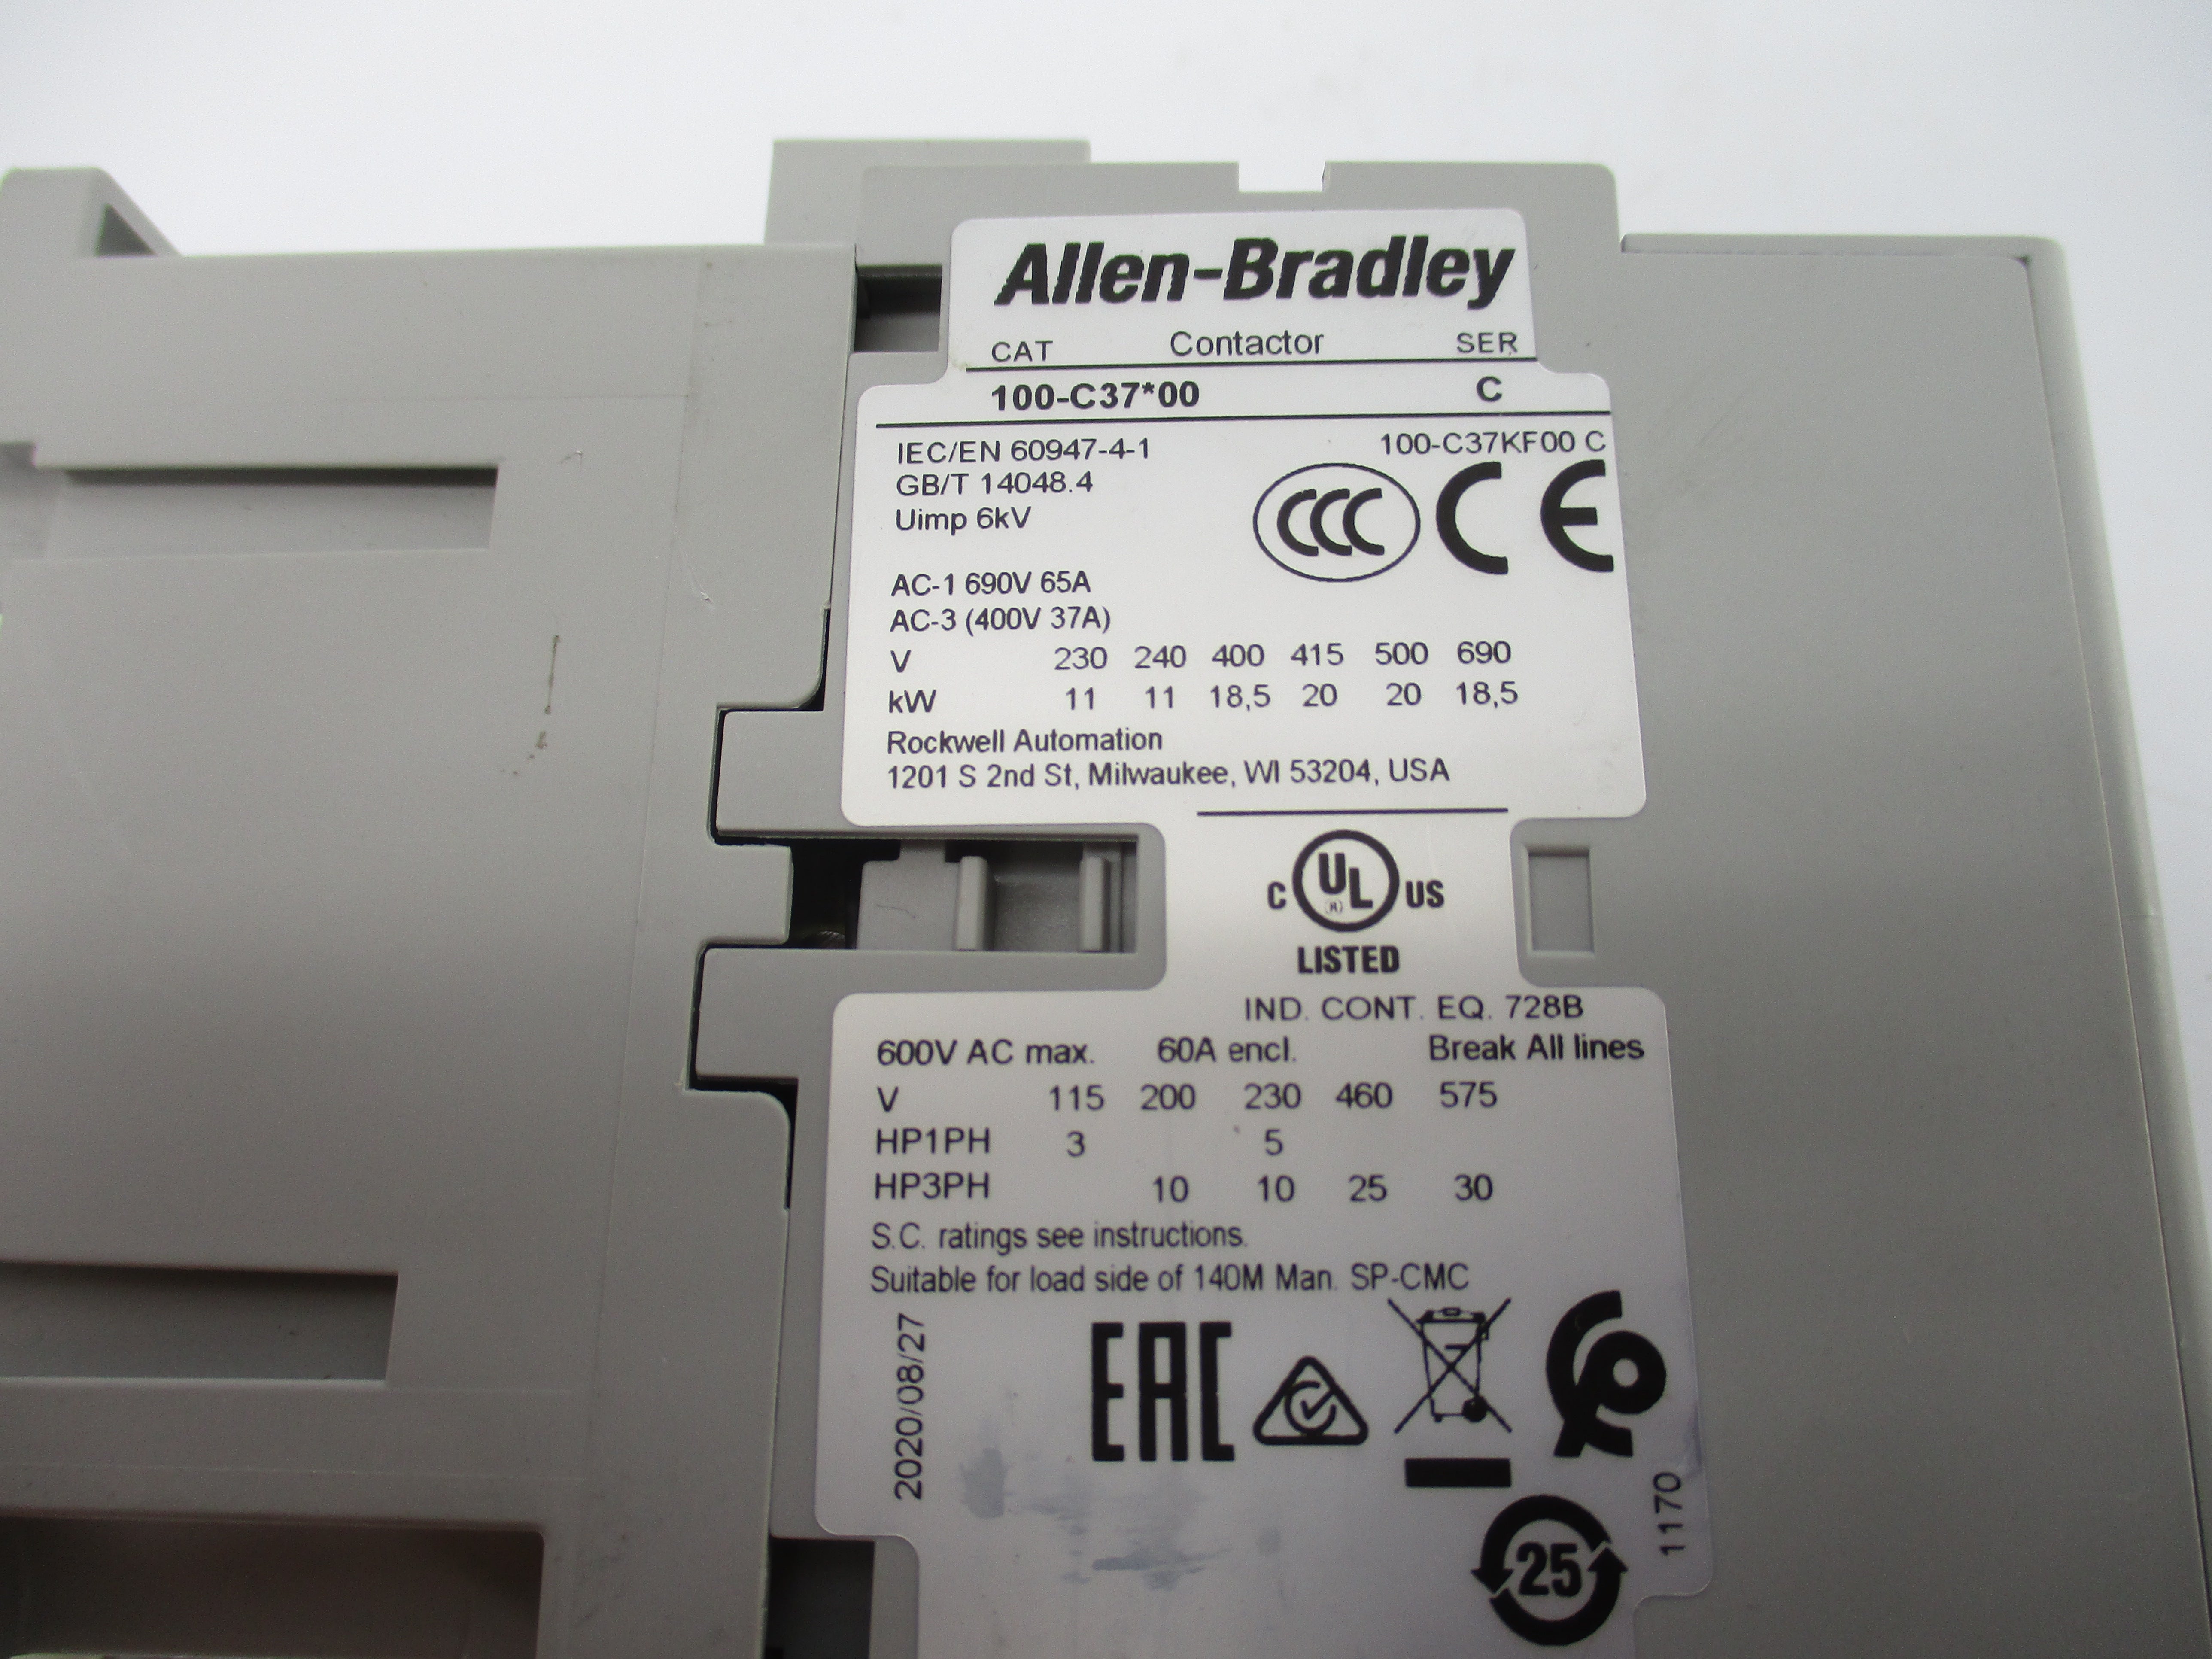 Allen-Bradley
CAT Contactor SER
100-C37*00 C
IEC/EN 60947-4-1 100-C37KF00 C
GB/T 14048.4
Uimp 6kV
CCC CE
AC-1 690V 65A
AC-3 (400V 37A)
V 230 240 400 415 500 690
kW 11 11 18,5 20 20 18,5
Rockwell Automation
1201 S 2nd St, Milwaukee, WI 53204, USA
C UL US
(R)
LISTED
IND. CONT. EQ. 728B
600V AC max. 60A encl. Break All lines
V 115 200 230 460 575
HP1PH 3 5
HP3PH 10 10 25 30
S.C. ratings see instructions.
Suitable for load side of 140M Man. SP-CMC
2020/08/27
EAC
1170
25